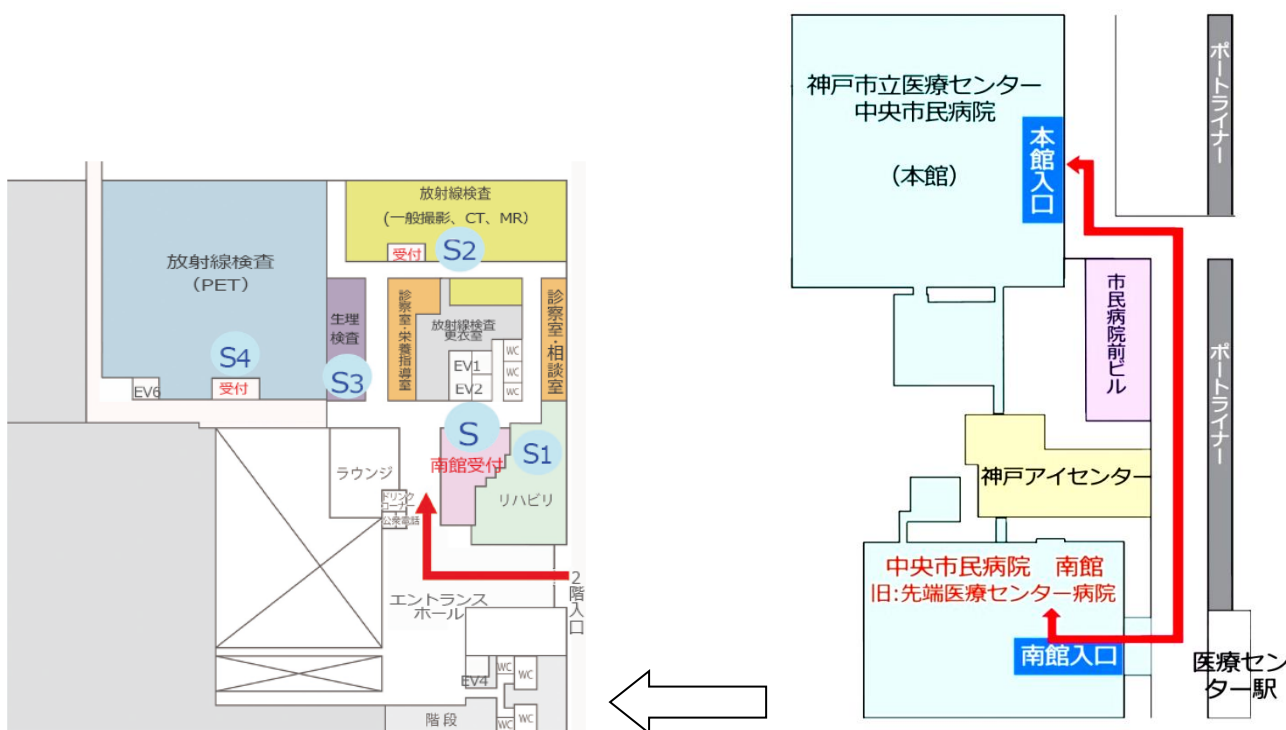 放射線検査
(一般撮影、CT、MR)
受付
S2
放射線検査
(PET)
生理
検査
S3
S4
受付
EV6
診察室・栄養指導室
放射線検査
更衣室
EV1
EV2
WC
WC
WC
診察室・相談室
S
南館受付
S1
リハビリ
ラウンジ
ドリンク
コーナー
公衆電話
2階入口
エントランス
ホール
EV4
WC
WC
WC
WC
階段
神戸市立医療センター
中央市民病院
(本館)
本館入口
ポートライナー
市民病院前ビル
ポートライナー
神戸アイセンター
中央市民病院 南館
旧:先端医療センター病院
南館入口
医療セン
ター駅